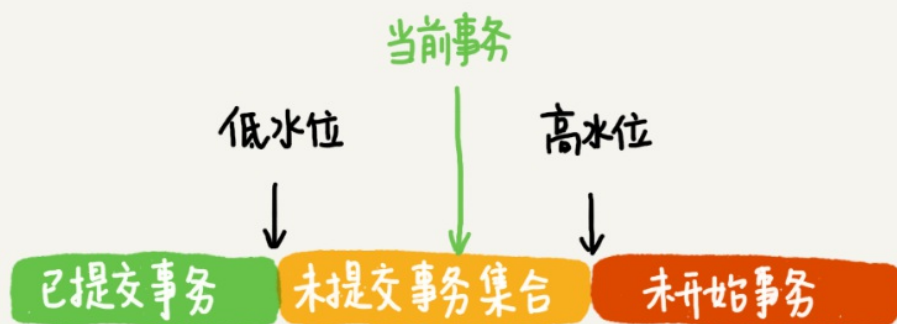 当前事务
低水位
高水位
已提交事务
未提交事务集合
未开始事务